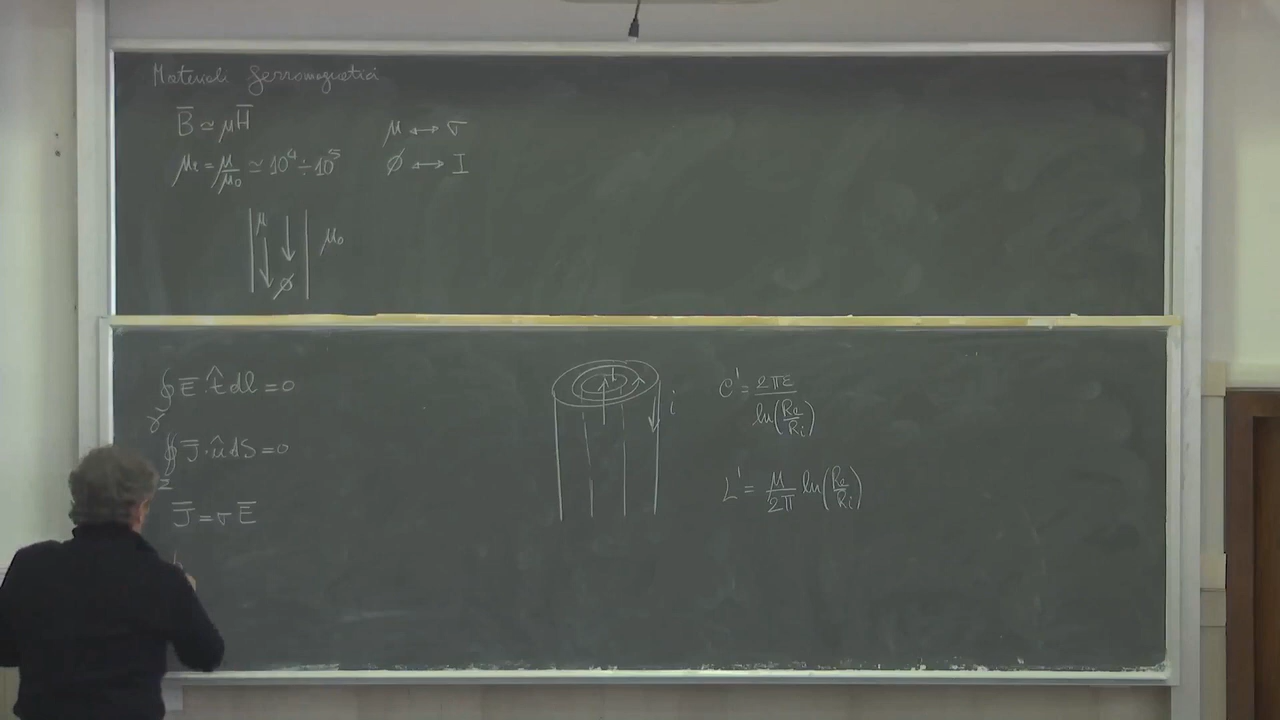 Materiali ferromagnetici
B̅ ≃ μH̅
μ ↔ σ
μr = μ/μ0 ≃ 10⁴ ÷ 10⁵
ϕ ↔ I
μ
μ0
ϕ
∮γ E̅ · t̂ dl = 0
∯Σ J̅ · n̂ dS = 0
J̅ = σE̅
i
C' = 2πε / ln(Re/Ri)
L' = μ/2π ln(Re/Ri)